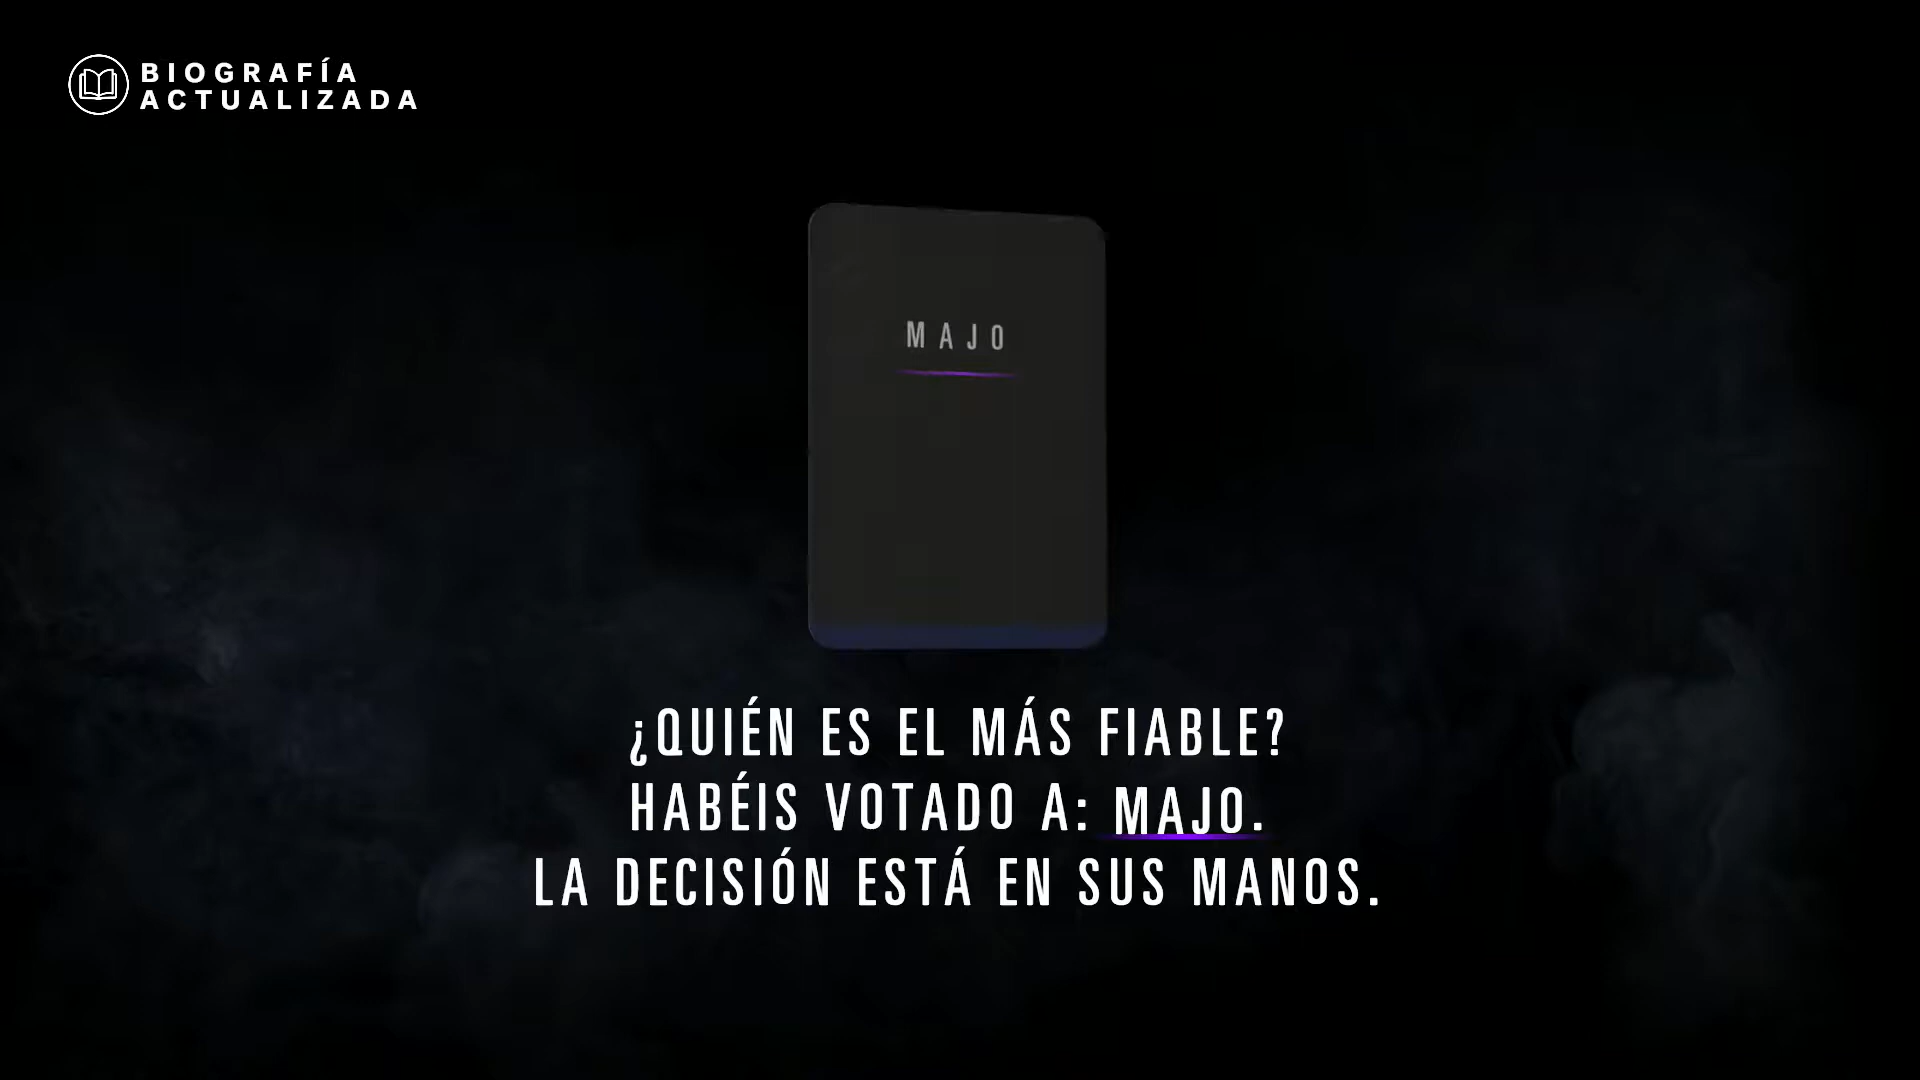 BIOGRAFÍA
ACTUALIZADA
MAJO
¿QUIÉN ES EL MÁS FIABLE?
HABÉIS VOTADO A: MAJO.
LA DECISIÓN ESTÁ EN SUS MANOS.